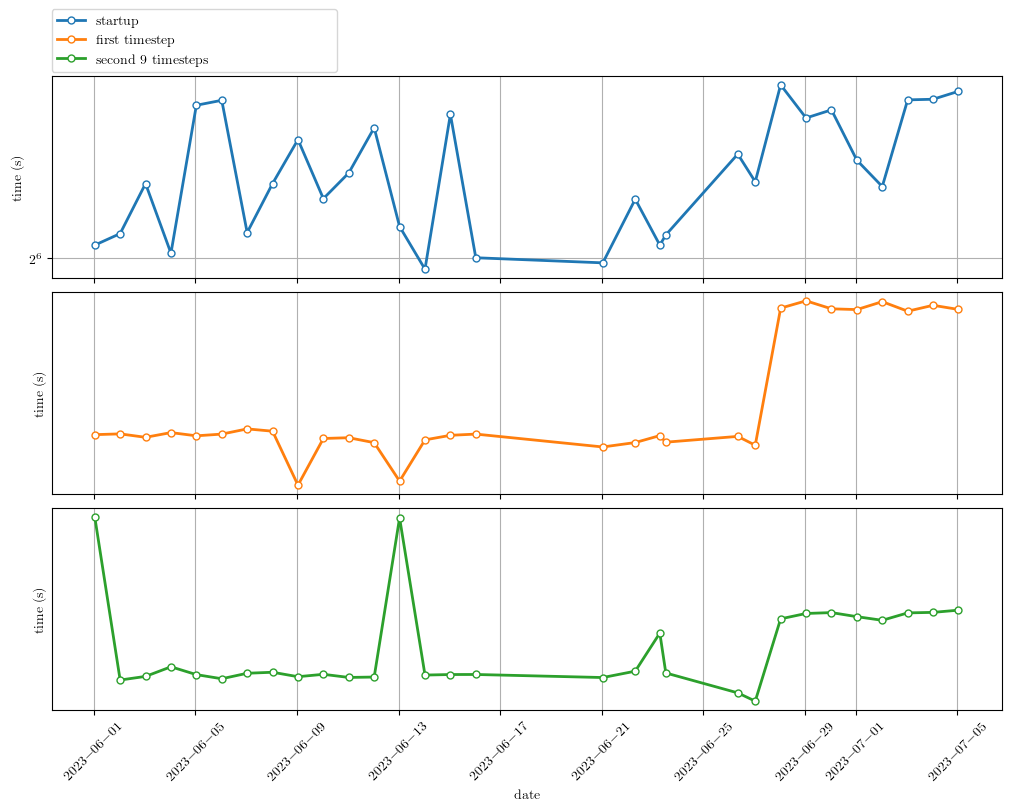 startup
first timestep
second 9 timesteps
time (s)
2⁶
time (s)
time (s)
2023−06−01
2023−06−05
2023−06−09
2023−06−13
2023−06−17
2023−06−21
2023−06−25
2023−06−29
2023−07−01
2023−07−05
date